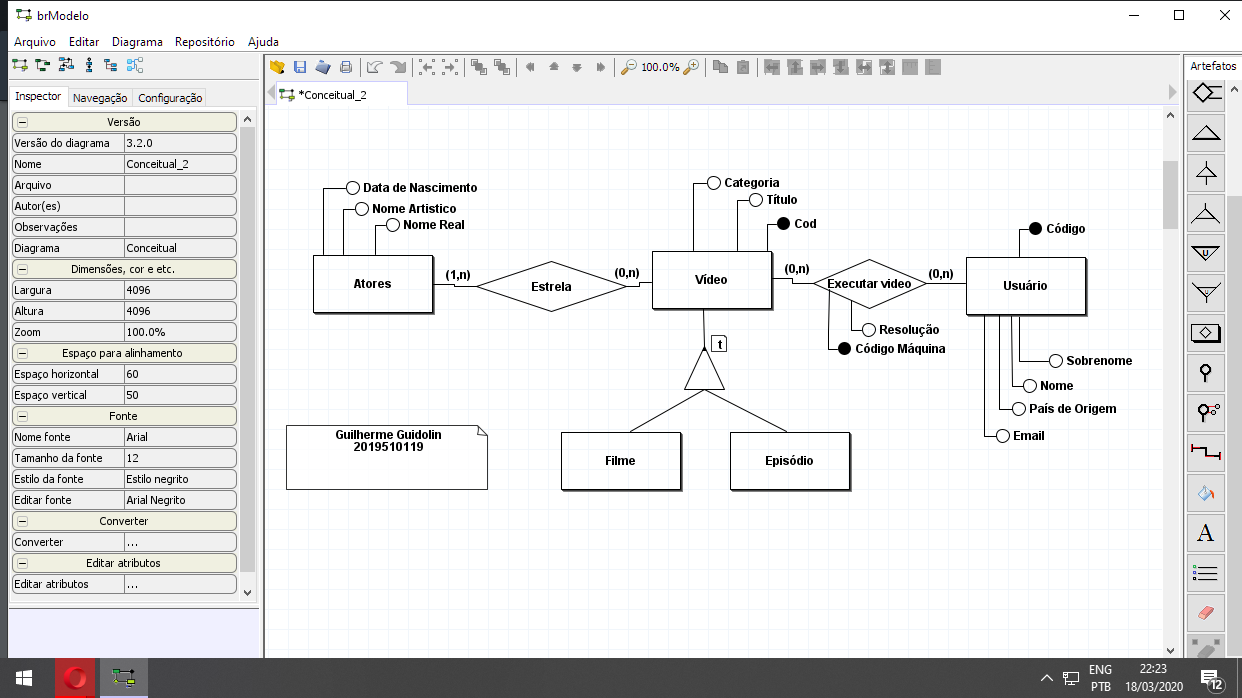 brModelo
Arquivo Editar Diagrama Repositório Ajuda
100.0%
Artefatos
Inspector Navegação Configuração
*Conceitual_2
Versão
Versão do diagrama 3.2.0
Nome Conceitual_2
Arquivo
Autor(es)
Observações
Diagrama Conceitual
Dimensões, cor e etc.
Largura 4096
Altura 4096
Zoom 100.0%
Espaço para alinhamento
Espaço horizontal 60
Espaço vertical 50
Fonte
Nome fonte Arial
Tamanho da fonte 12
Estilo da fonte Estilo negrito
Editar fonte Arial Negrito
Converter
Converter ...
Editar atributos
Editar atributos ...
Data de Nascimento
Nome Artistico
Nome Real
Atores
(1,n)
Estrela
(0,n)
Categoria
Título
Cod
Vídeo
(0,n)
Executar video
(0,n)
Resolução
Código Máquina
Código
Usuário
Sobrenome
Nome
País de Origem
Email
t
Filme
Episódio
Guilherme Guidolin
2019510119
A
ENG
PTB
22:23
18/03/2020
12